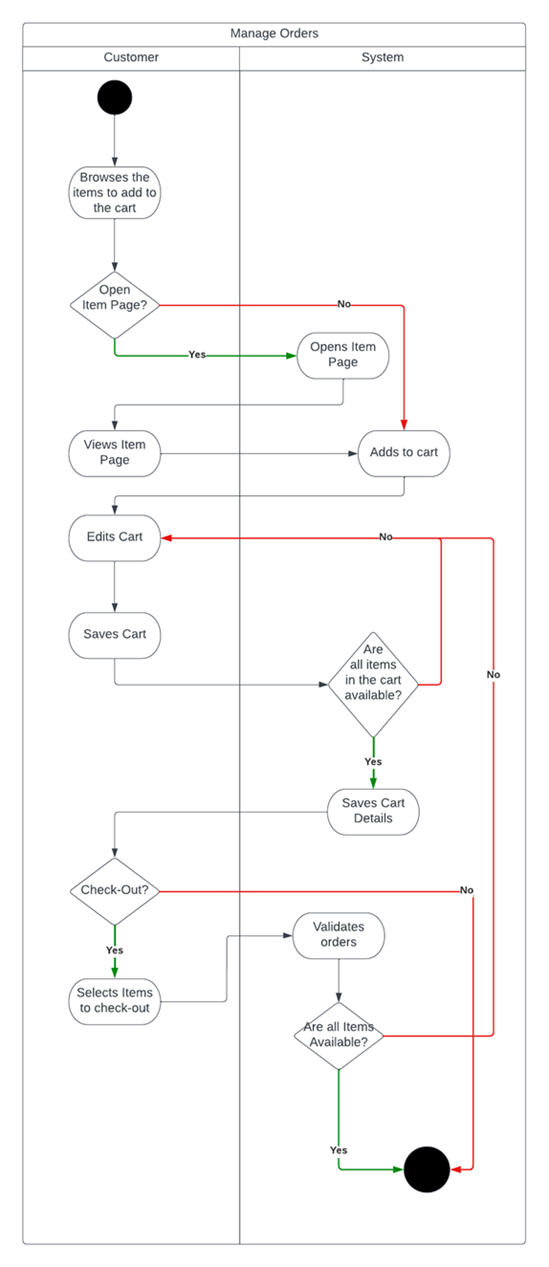 Manage Orders
Customer
System
Browses the
items to add to
the cart
Open
Item Page?
No
Yes
Opens Item
Page
Views Item
Page
Adds to cart
Edits Cart
No
Saves Cart
Are
all items
in the cart
available?
No
Yes
Saves Cart
Details
Check-Out?
No
Yes
Validates
orders
Selects Items
to check-out
Are all Items
Available?
Yes